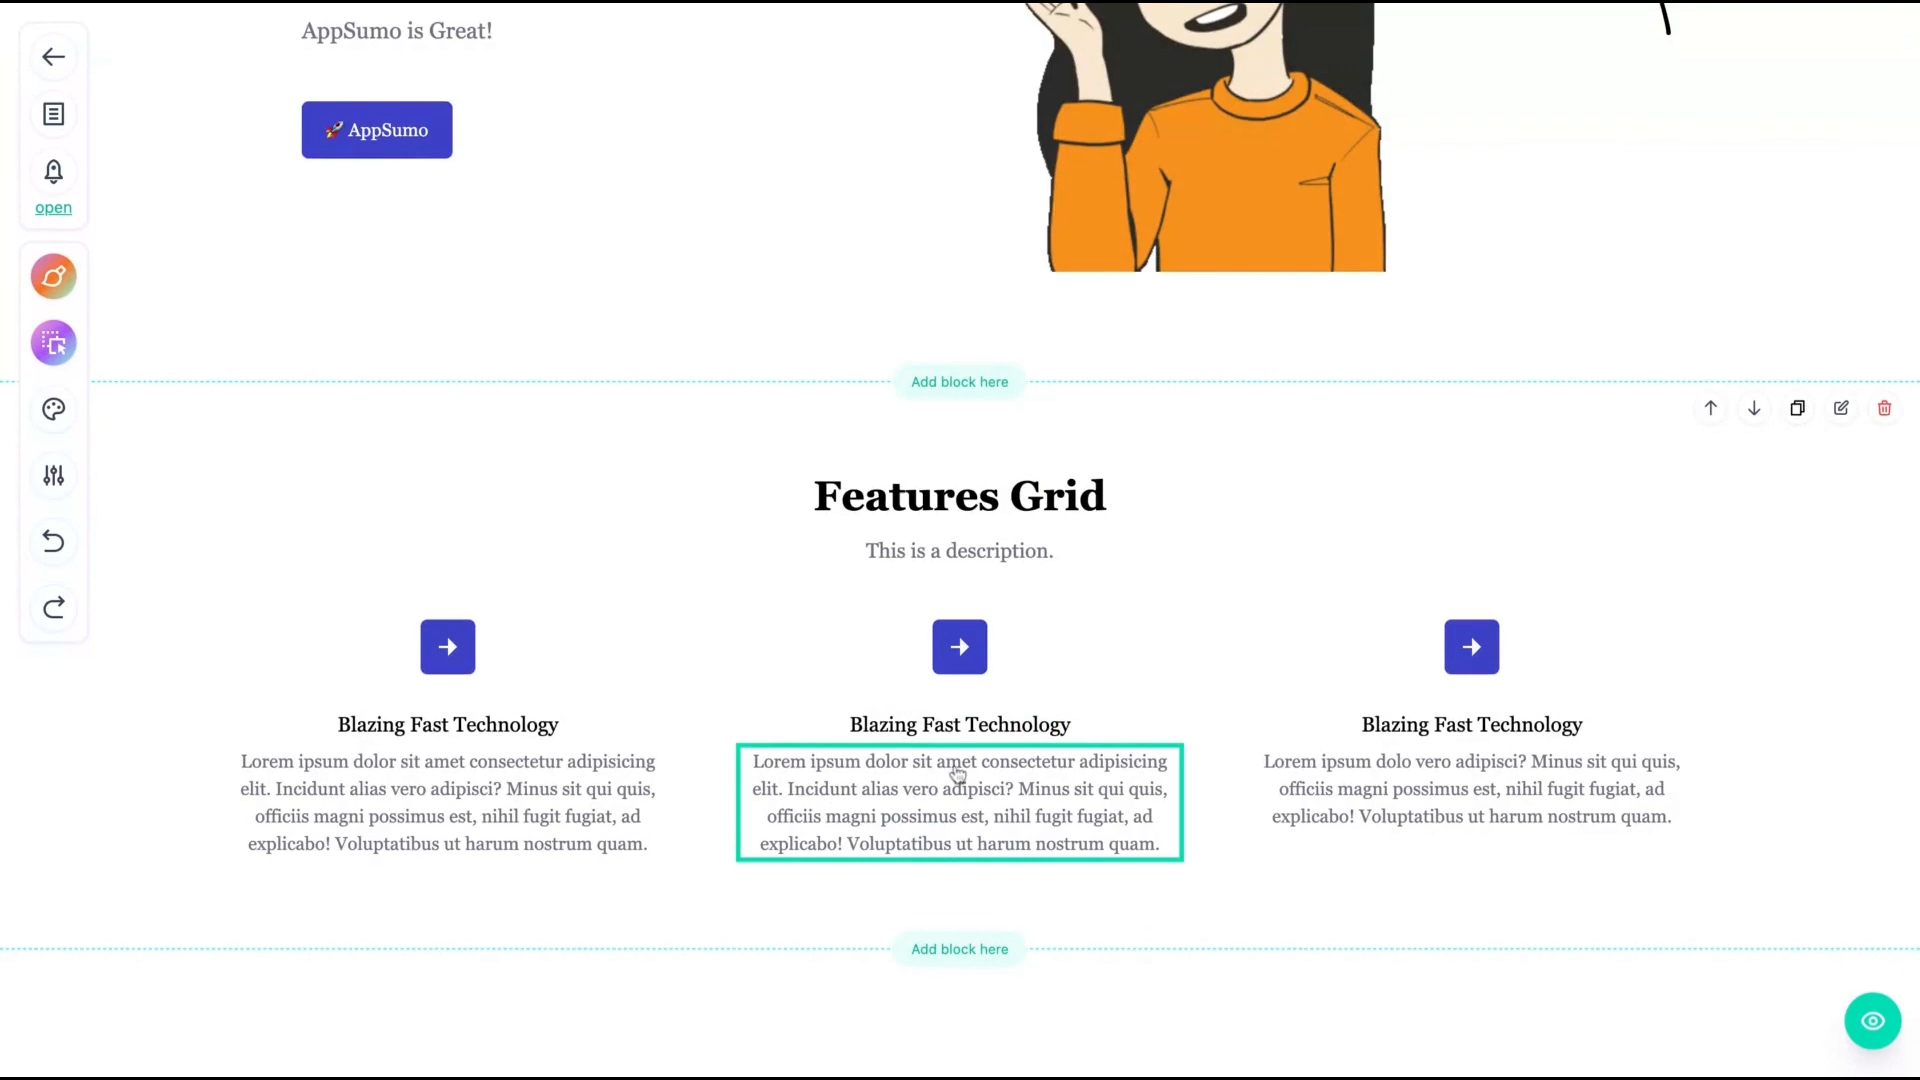 AppSumo is Great!
🚀 AppSumo
open
Add block here
Features Grid
This is a description.
Blazing Fast Technology
Lorem ipsum dolor sit amet consectetur adipisicing
elit. Incidunt alias vero adipisci? Minus sit qui quis,
officiis magni possimus est, nihil fugit fugiat, ad
explicabo! Voluptatibus ut harum nostrum quam.
Blazing Fast Technology
Lorem ipsum dolor sit amet consectetur adipisicing
elit. Incidunt alias vero adipisci? Minus sit qui quis,
officiis magni possimus est, nihil fugit fugiat, ad
explicabo! Voluptatibus ut harum nostrum quam.
Blazing Fast Technology
Lorem ipsum dolo vero adipisci? Minus sit qui quis,
officiis magni possimus est, nihil fugit fugiat, ad
explicabo! Voluptatibus ut harum nostrum quam.
Add block here